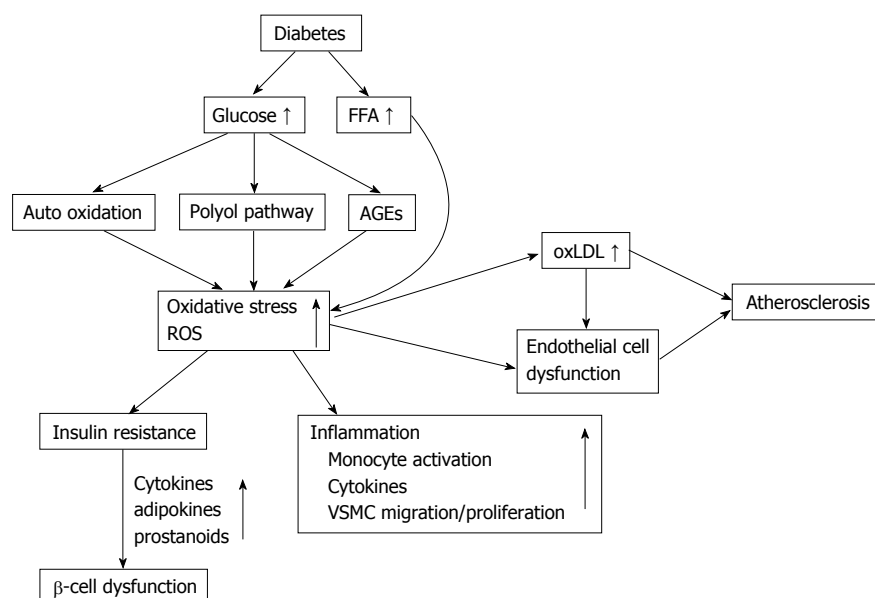 Diabetes
Glucose ↑
FFA ↑
Auto oxidation
Polyol pathway
AGEs
oxLDL ↑
Atherosclerosis
Oxidative stress
ROS
Endothelial cell
dysfunction
Insulin resistance
Inflammation
Monocyte activation
Cytokines
VSMC migration/proliferation
Cytokines
adipokines
prostanoids
β-cell dysfunction